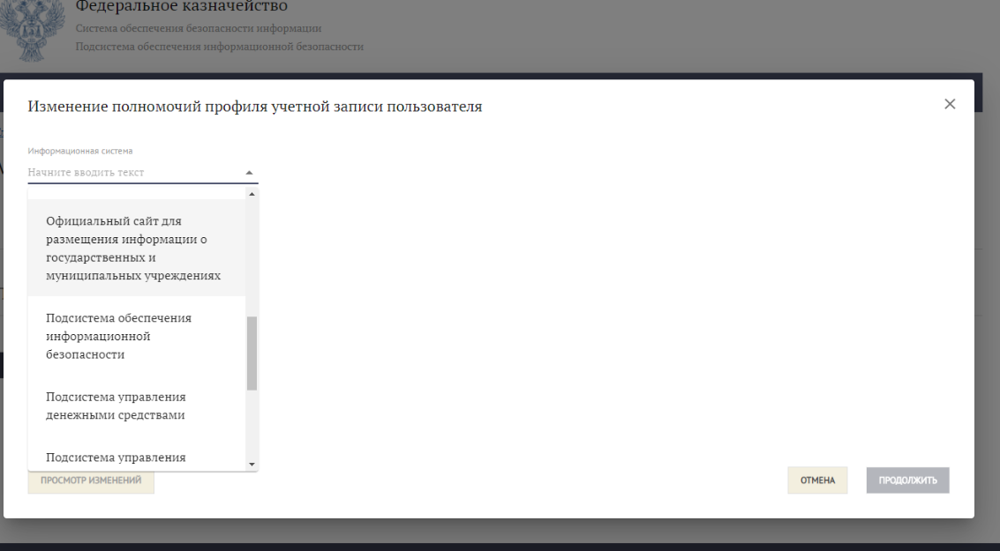 Федеральное казначейство
Система обеспечения безопасности информации
Подсистема обеспечения информационной безопасности
Изменение полномочий профиля учетной записи пользователя
Информационная система
Начните вводить текст
Официальный сайт для
размещения информации о
государственных и
муниципальных учреждениях
Подсистема обеспечения
информационной
безопасности
Подсистема управления
денежными средствами
Подсистема управления
ПРОСМОТР ИЗМЕНЕНИЙ
ОТМЕНА
ПРОДОЛЖИТЬ